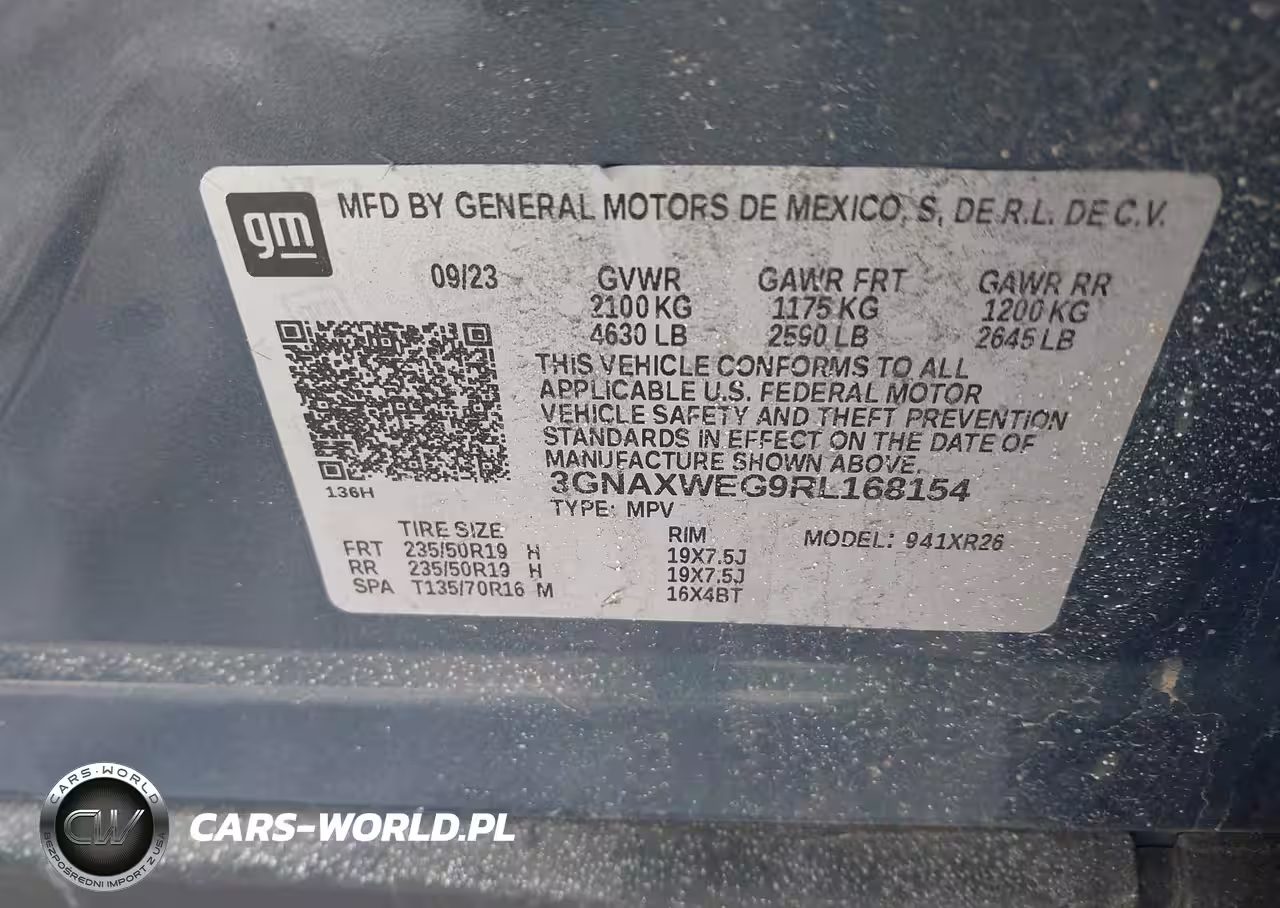 gm
MFD BY GENERAL MOTORS DE MEXICO, S, DE.R.L. DE C.V.
09/23 GVWR GAWR FRT GAWR RR
2100 KG 1175 KG 1200 KG
4630 LB 2590 LB 2645 LB
THIS VEHICLE CONFORMS TO ALL
APPLICABLE U.S. FEDERAL MOTOR
VEHICLE SAFETY AND THEFT PREVENTION
STANDARDS IN EFFECT ON THE DATE OF
MANUFACTURE SHOWN ABOVE.
3GNAXWEG9RL168154
136H
TYPE: MPV
TIRE SIZE RIM MODEL: 941XR26
FRT 235/50R19 H 19X7.5J
RR 235/50R19 H 19X7.5J
SPA T135/70R16 M 16X4BT
CARS-WORLD
CW
BEZPOŚREDNI IMPORT Z USA
CARS-WORLD.PL